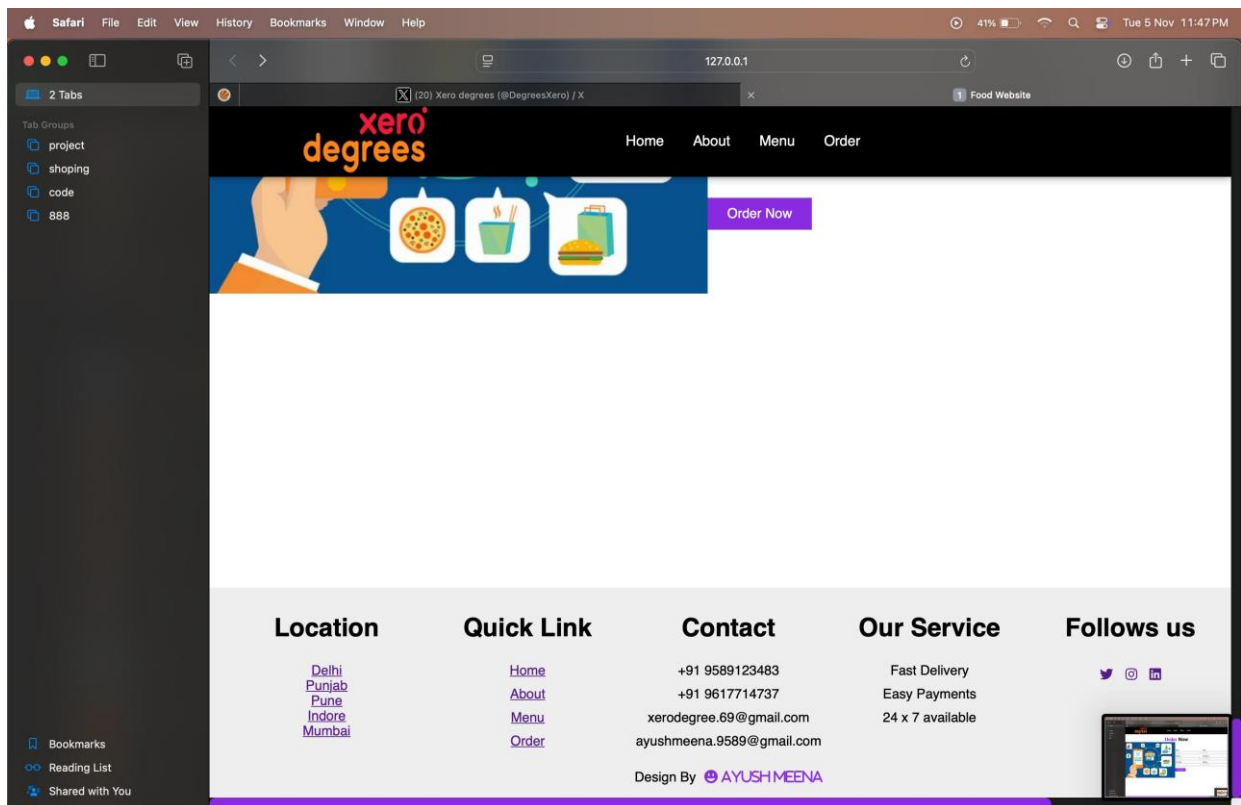 Safari File Edit View History Bookmarks Window Help 41% Tue 5 Nov 11:47 PM
127.0.0.1
2 Tabs
(20) Xero degrees (@DegreesXero) / X
1 Food Website
Tab Groups
project
shoping
code
888
xero
degrees
Home About Menu Order
Order Now
Location
Delhi
Punjab
Pune
Indore
Mumbai
Quick Link
Home
About
Menu
Order
Contact
+91 9589123483
+91 9617714737
xerodegree.69@gmail.com
ayushmeena.9589@gmail.com
Our Service
Fast Delivery
Easy Payments
24 x 7 available
Follows us
Design By AYUSH MEENA
Bookmarks
Reading List
Shared with You